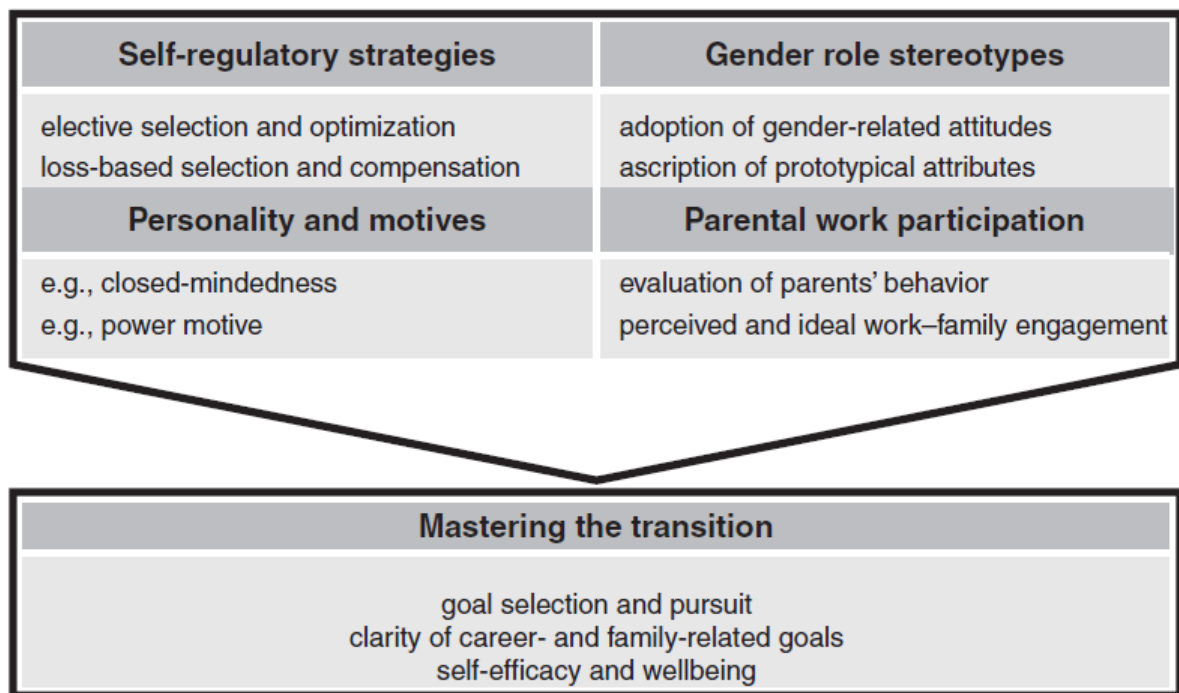 Self-regulatory strategies
elective selection and optimization
loss-based selection and compensation
Gender role stereotypes
adoption of gender-related attitudes
ascription of prototypical attributes
Personality and motives
e.g., closed-mindedness
e.g., power motive
Parental work participation
evaluation of parents’ behavior
perceived and ideal work–family engagement
Mastering the transition
goal selection and pursuit
clarity of career- and family-related goals
self-efficacy and wellbeing